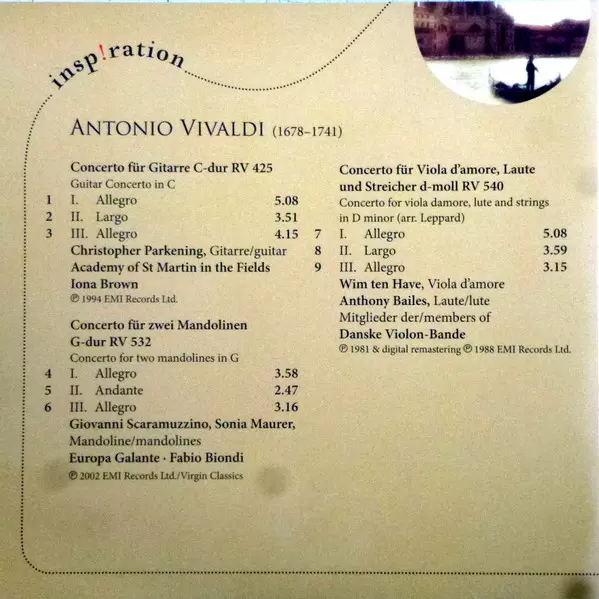 insp!ration
ANTONIO VIVALDI (1678–1741)
Concerto für Gitarre C-dur RV 425
Guitar Concerto in C
1 I. Allegro 5.08
2 II. Largo 3.51
3 III. Allegro 4.15
Christopher Parkening, Gitarre/guitar
Academy of St Martin in the Fields
Iona Brown
℗ 1994 EMI Records Ltd.
Concerto für zwei Mandolinen
G-dur RV 532
Concerto for two mandolines in G
4 I. Allegro 3.58
5 II. Andante 2.47
6 III. Allegro 3.16
Giovanni Scaramuzzino, Sonia Maurer,
Mandoline/mandolines
Europa Galante · Fabio Biondi
℗ 2002 EMI Records Ltd./Virgin Classics
Concerto für Viola d'amore, Laute
und Streicher d-moll RV 540
Concerto for viola damore, lute and strings
in D minor (arr. Leppard)
7 I. Allegro 5.08
8 II. Largo 3.59
9 III. Allegro 3.15
Wim ten Have, Viola d'amore
Anthony Bailes, Laute/lute
Mitglieder der/members of
Danske Violon-Bande
℗ 1981 & digital remastering ℗ 1988 EMI Records Ltd.